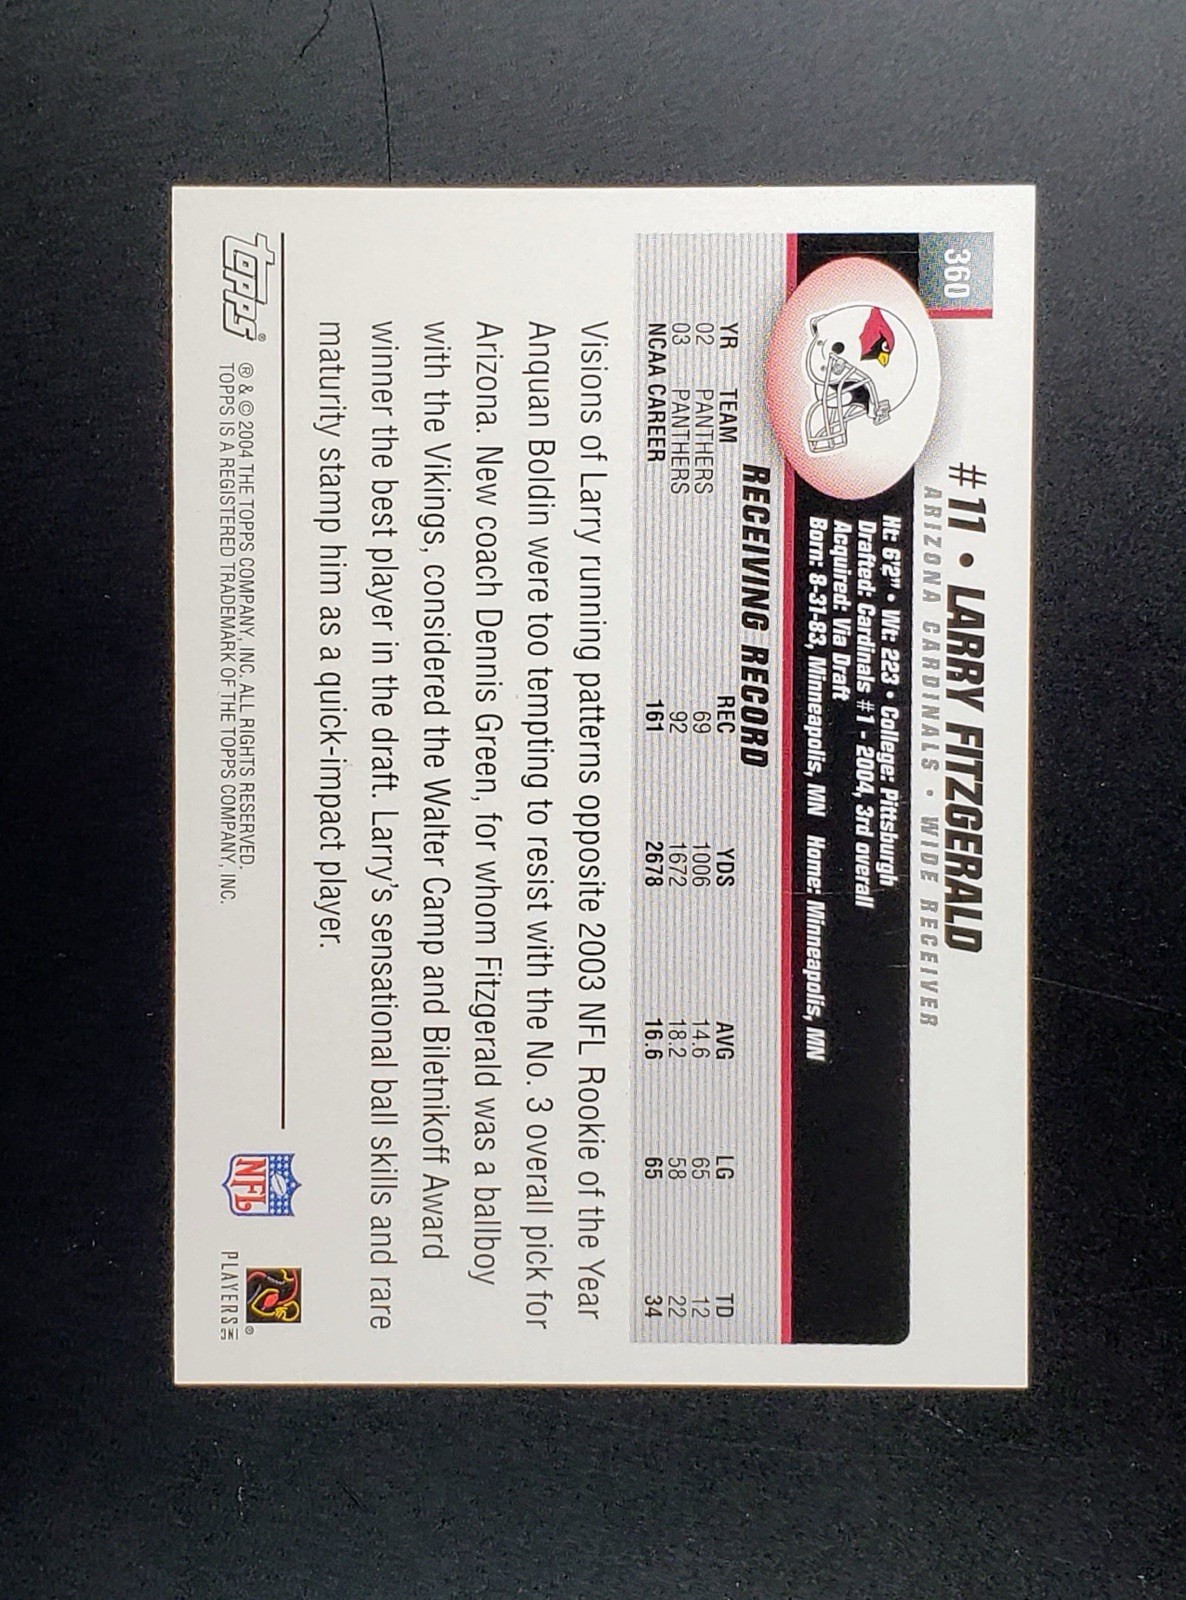 360
#11 • LARRY FITZGERALD
ARIZONA CARDINALS • WIDE RECEIVER
Ht: 6'2" • Wt: 223 • College: Pittsburgh
Drafted: Cardinals #1 - 2004, 3rd overall
Acquired: Via Draft
Born: 8-31-83, Minneapolis, MN Home: Minneapolis, MN
RECEIVING RECORD
YR TEAM REC YDS AVG LG TD
02 PANTHERS 69 1006 14.6 65 12
03 PANTHERS 92 1672 18.2 58 22
NCAA CAREER 161 2678 16.6 65 34
Visions of Larry running patterns opposite 2003 NFL Rookie of the Year
Anquan Boldin were too tempting to resist with the No. 3 overall pick for
Arizona. New coach Dennis Green, for whom Fitzgerald was a ballboy
with the Vikings, considered the Walter Camp and Biletnikoff Award
winner the best player in the draft. Larry's sensational ball skills and rare
maturity stamp him as a quick-impact player.
topps®
® & © 2004 THE TOPPS COMPANY, INC. ALL RIGHTS RESERVED.
TOPPS IS A REGISTERED TRADEMARK OF THE TOPPS COMPANY, INC.
NFL
PLAYERS INC ®